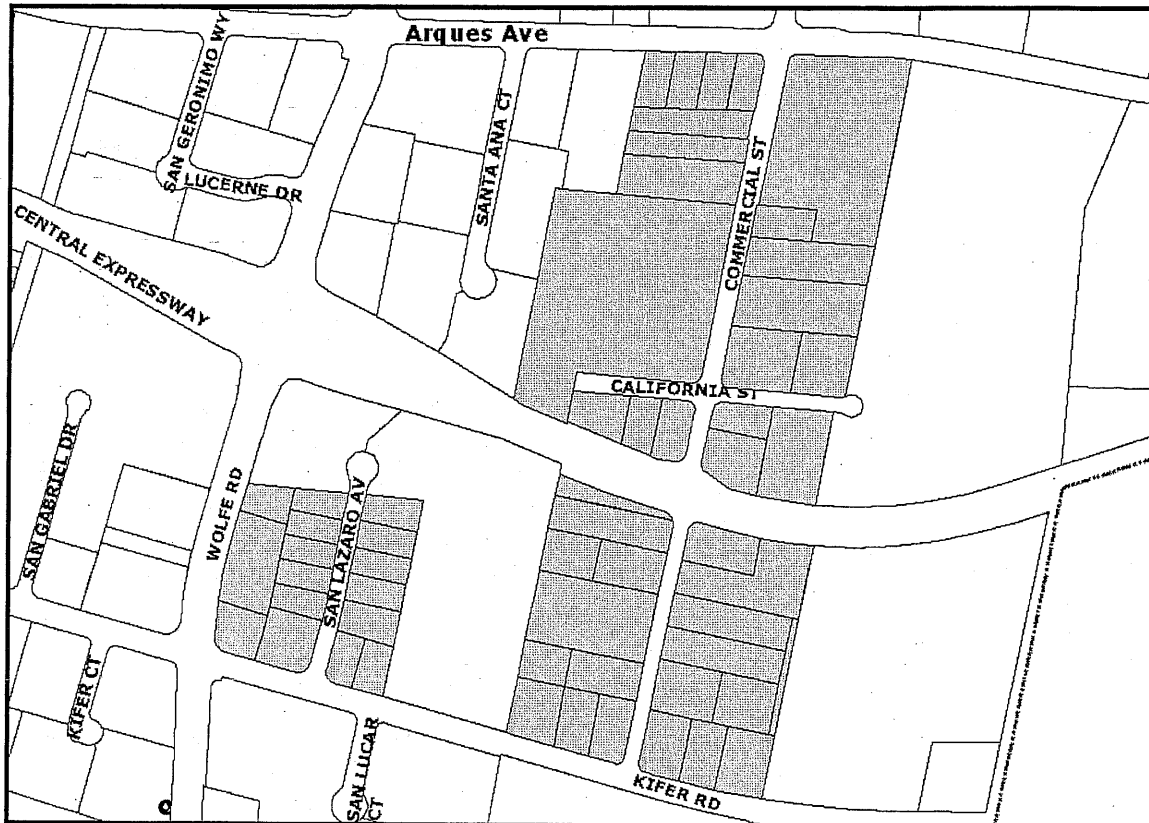 Arques Ave
SAN GERONIMO WY
LUCERNE DR
SANTA ANA CT
COMMERCIAL ST
CENTRAL EXPRESSWAY
CALIFORNIA ST
SAN GABRIEL DR
WOLFE RD
SAN LAZARO AV
KIFER CT
SAN LUCAR
CT
KIFER RD